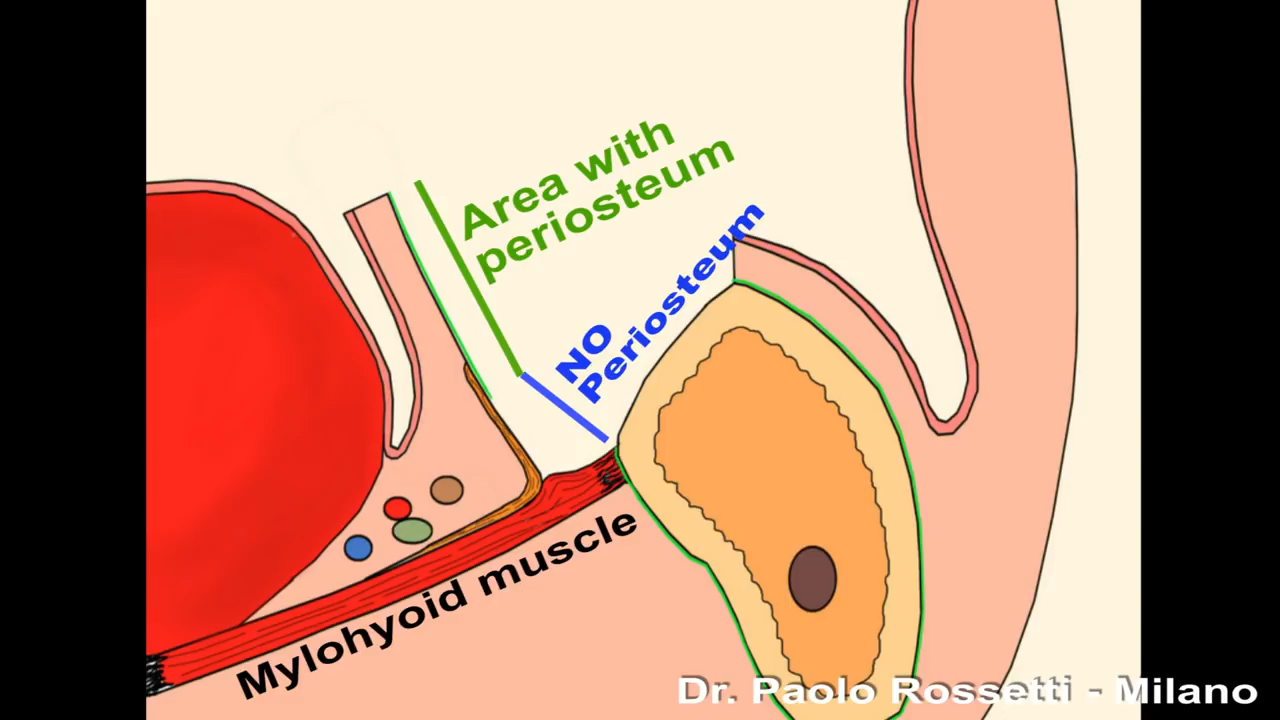 Area with
periosteum
NO
Periosteum
Mylohyoid muscle
Dr. Paolo Rossetti - Milano